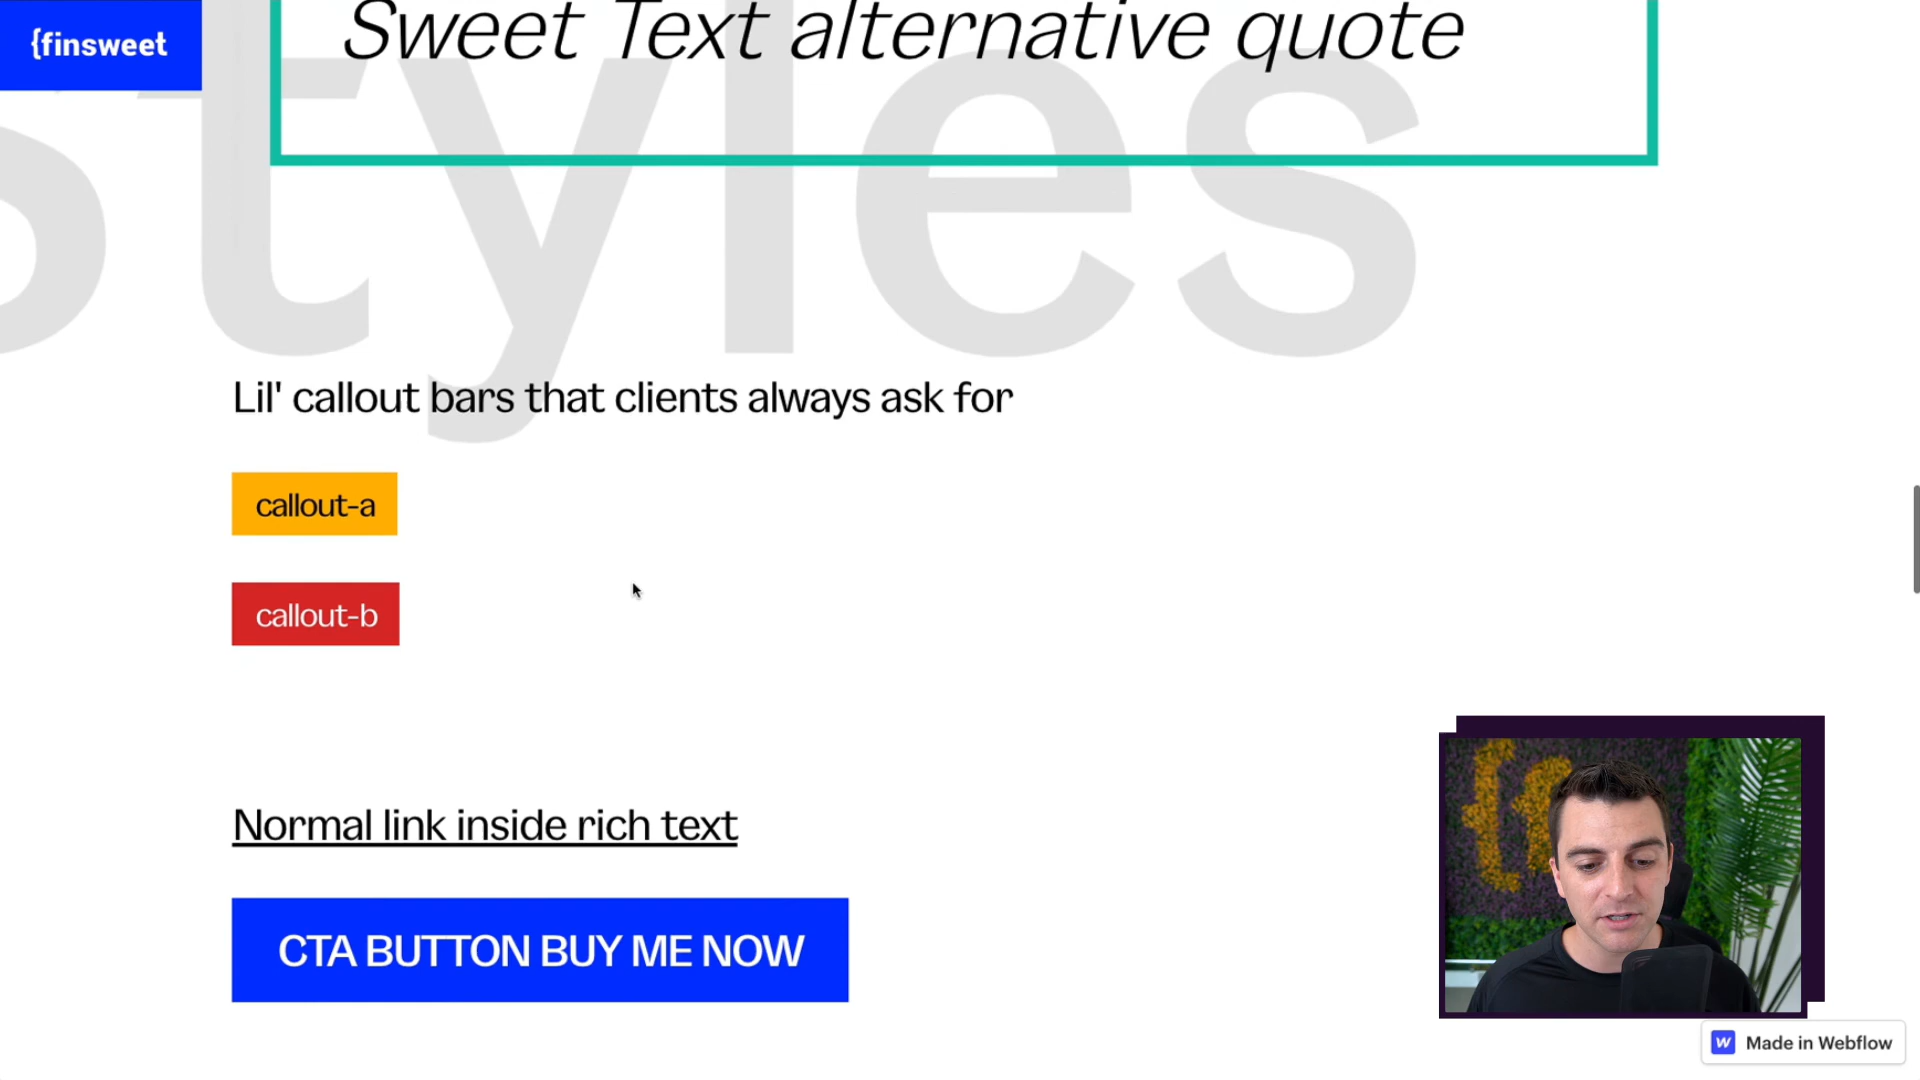 {finsweet
Sweet Text alternative quote
styles
Lil' callout bars that clients always ask for
callout-a
callout-b
Normal link inside rich text
CTA BUTTON BUY ME NOW
W Made in Webflow